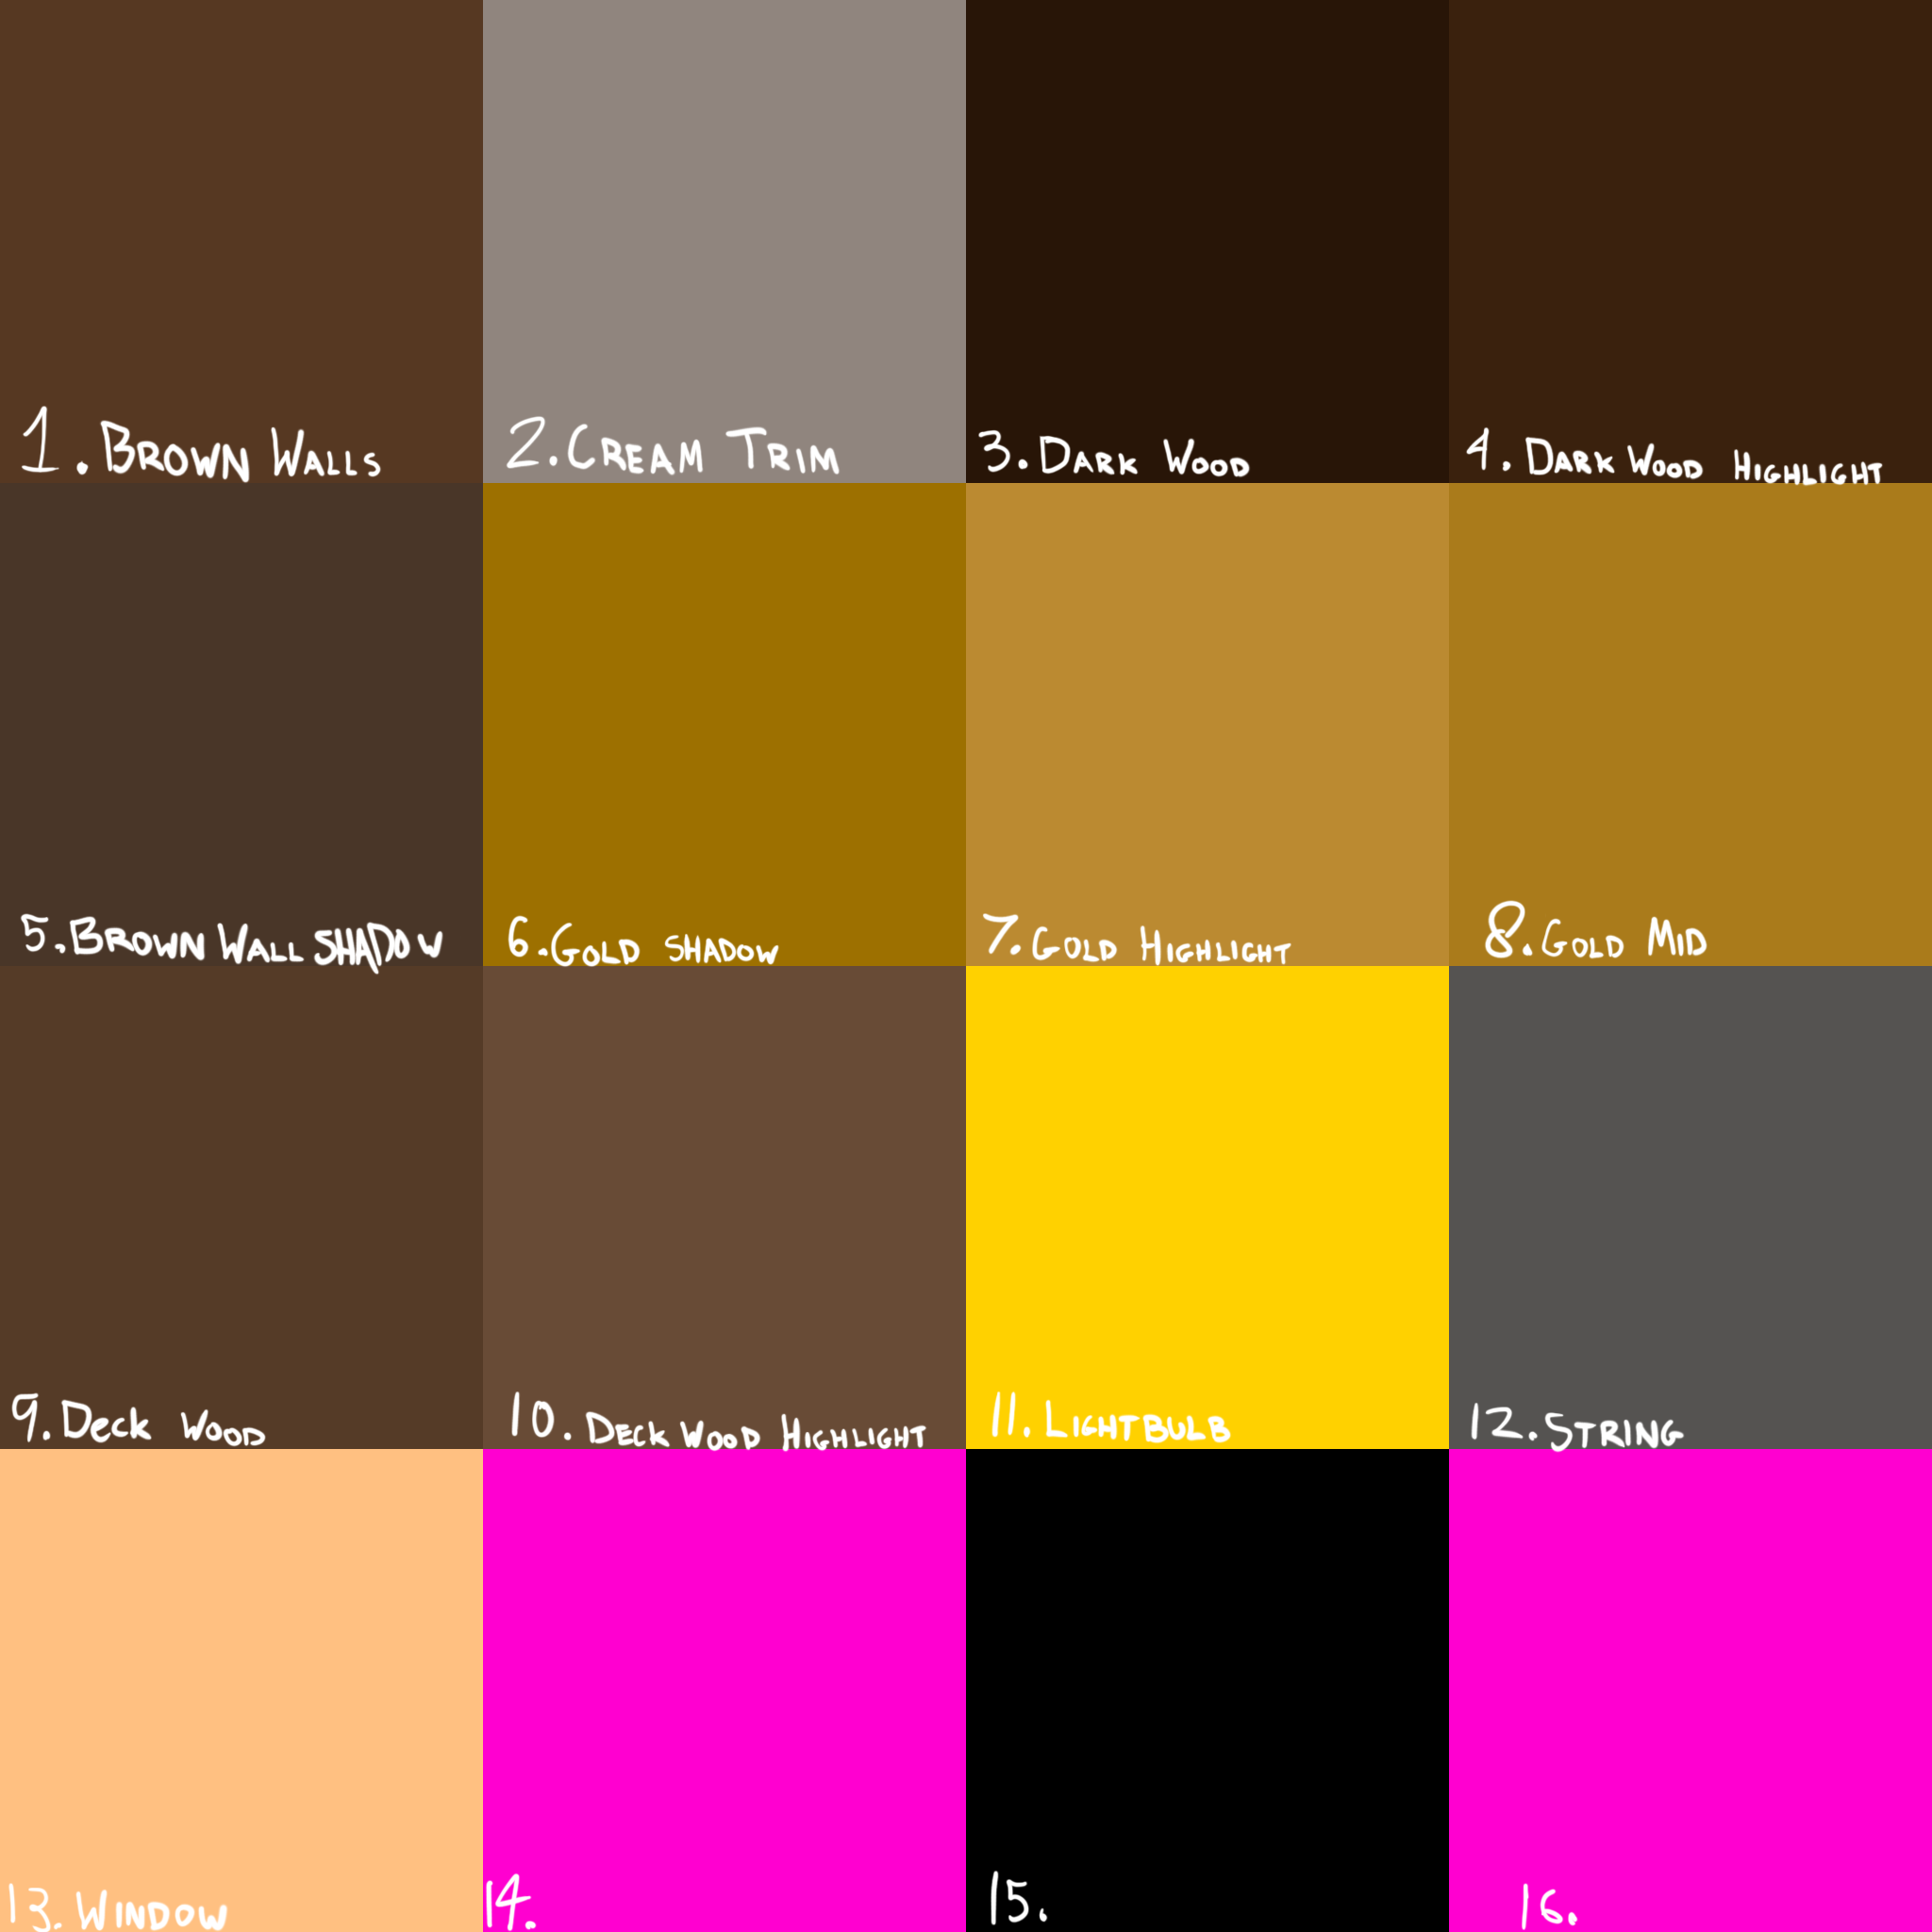 1. BROWN WALLS
2. CREAM TRIM
3. DARK WOOD
4. DARK WOOD HIGHLIGHT
5. BROWN WALL SHADOW
6. GOLD SHADOW
7. GOLD HIGHLIGHT
8. GOLD MID
9. Deck Wood
10. DECK WOOD HIGHLIGHT
11. LIGHTBULB
12. STRING
13. WINDOW
14.
15.
16.